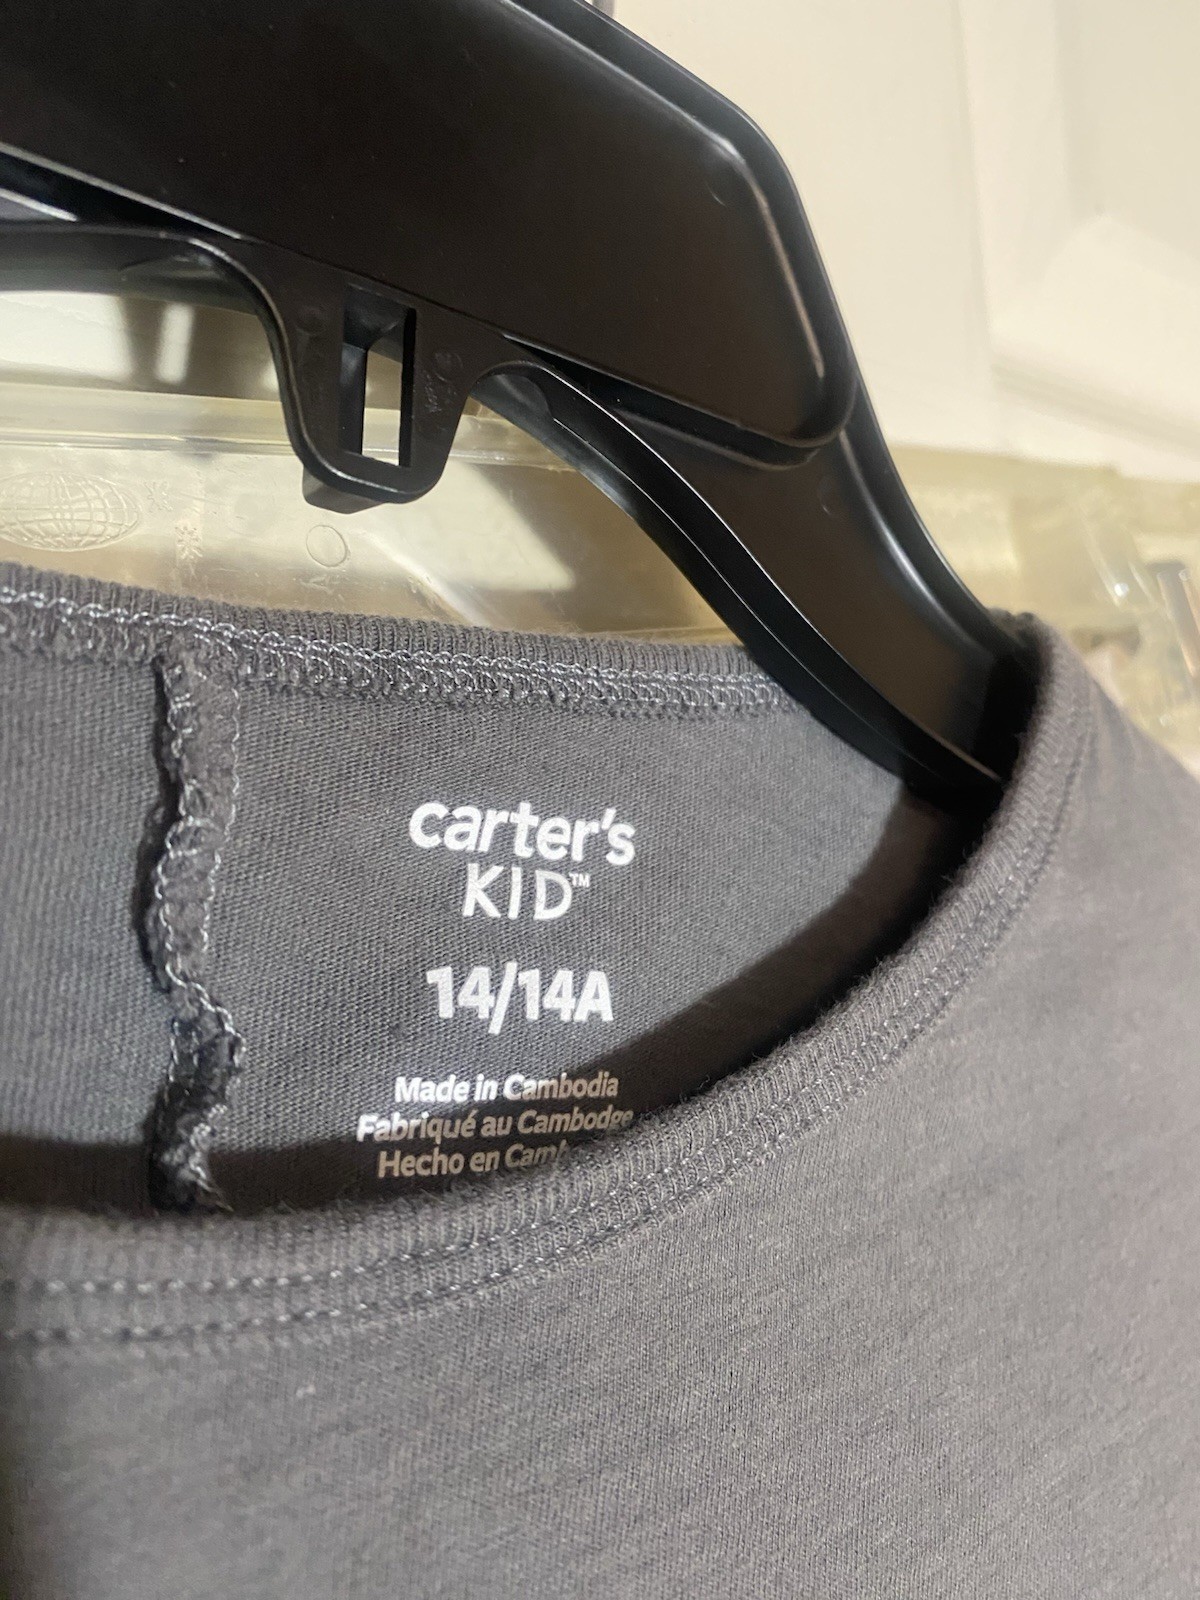 carter's
KID™
14/14A
Made in Cambodia
Fabriqué au Cambodge
Hecho en